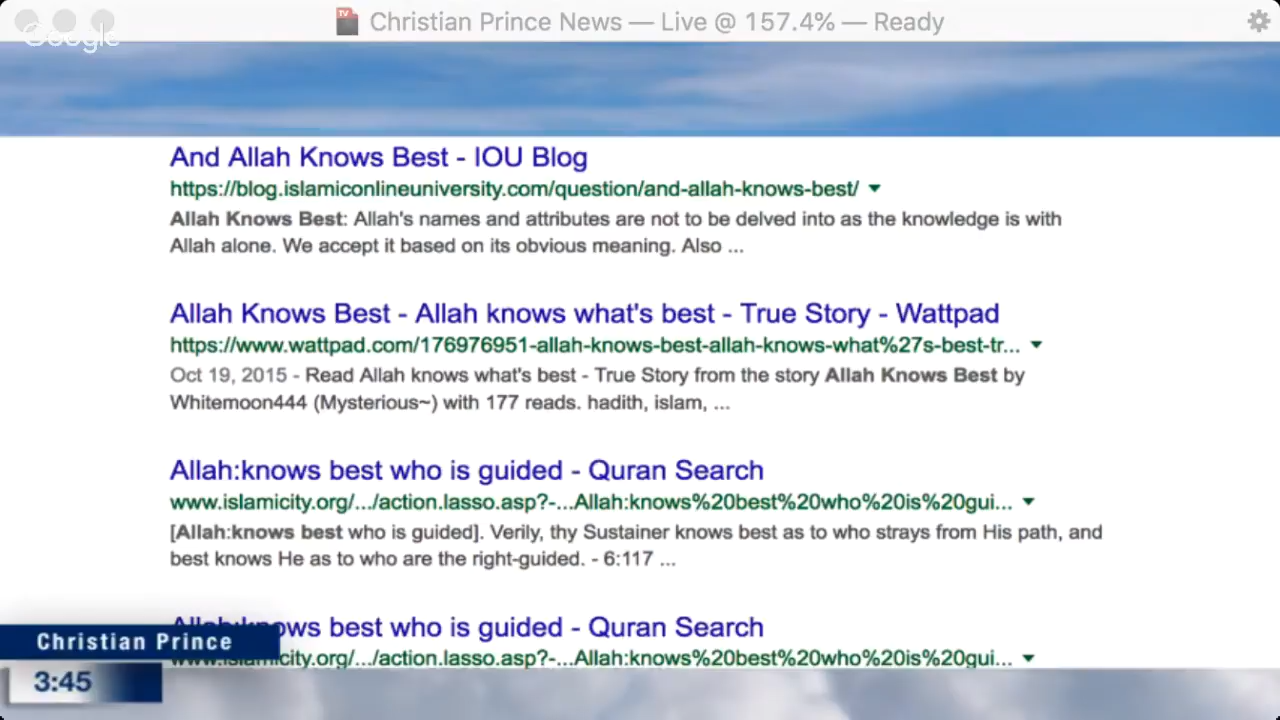 Christian Prince News — Live @ 157.4% — Ready
Google
And Allah Knows Best - IOU Blog
https://blog.islamiconlineuniversity.com/question/and-allah-knows-best/
Allah Knows Best: Allah's names and attributes are not to be delved into as the knowledge is with
Allah alone. We accept it based on its obvious meaning. Also ...
Allah Knows Best - Allah knows what's best - True Story - Wattpad
https://www.wattpad.com/176976951-allah-knows-best-allah-knows-what%27s-best-tr...
Oct 19, 2015 - Read Allah knows what's best - True Story from the story Allah Knows Best by
Whitemoon444 (Mysterious~) with 177 reads. hadith, islam, ...
Allah:knows best who is guided - Quran Search
www.islamicity.org/.../action.lasso.asp?-...Allah:knows%20best%20who%20is%20gui...
[Allah:knows best who is guided]. Verily, thy Sustainer knows best as to who strays from His path, and
best knows He as to who are the right-guided. - 6:117 ...
Allah:knows best who is guided - Quran Search
www.islamicity.org/.../action.lasso.asp?-...Allah:knows%20best%20who%20is%20gui...
Christian Prince
3:45